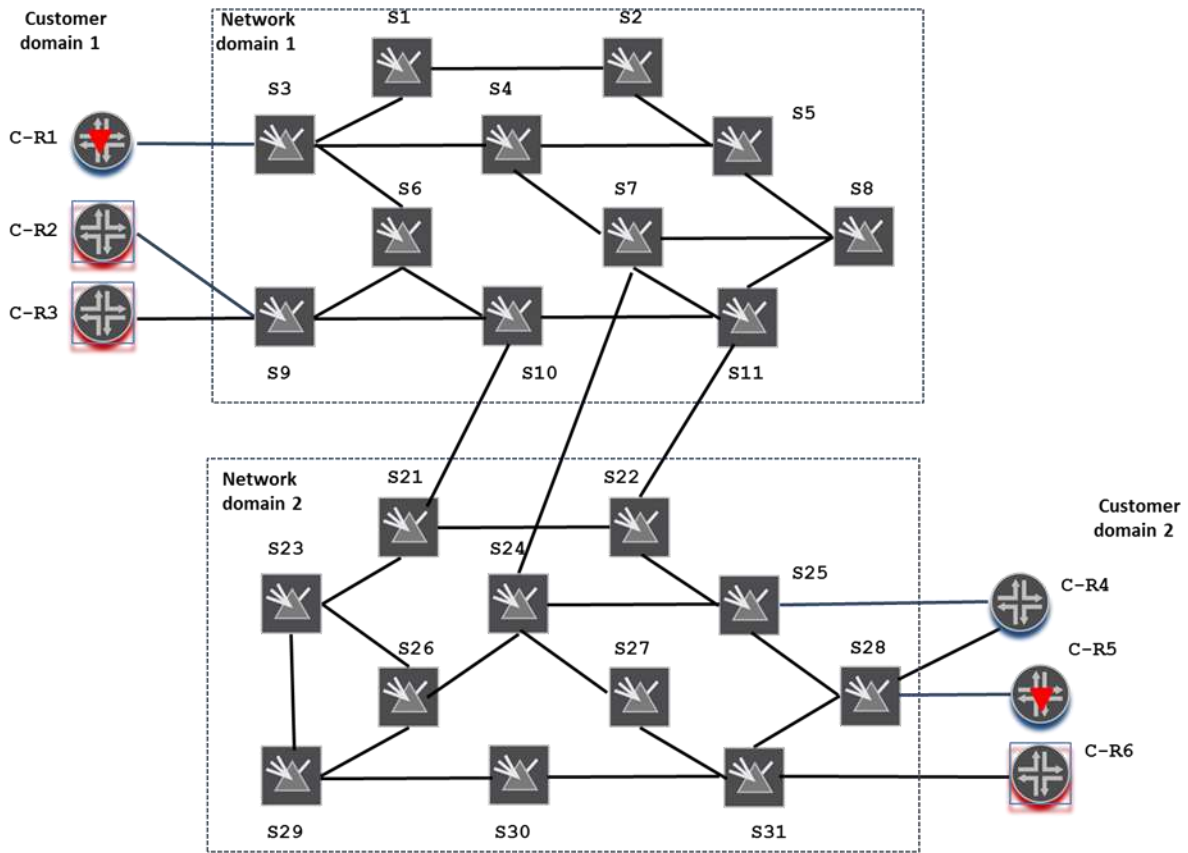 Customer
domain 1
Network
domain 1
S1
S2
S3
S4
S5
C-R1
S6
S7
S8
C-R2
C-R3
S9
S10
S11
Network
domain 2
S21
S22
Customer
domain 2
S23
S24
S25
C-R4
S26
S27
S28
C-R5
C-R6
S29
S30
S31